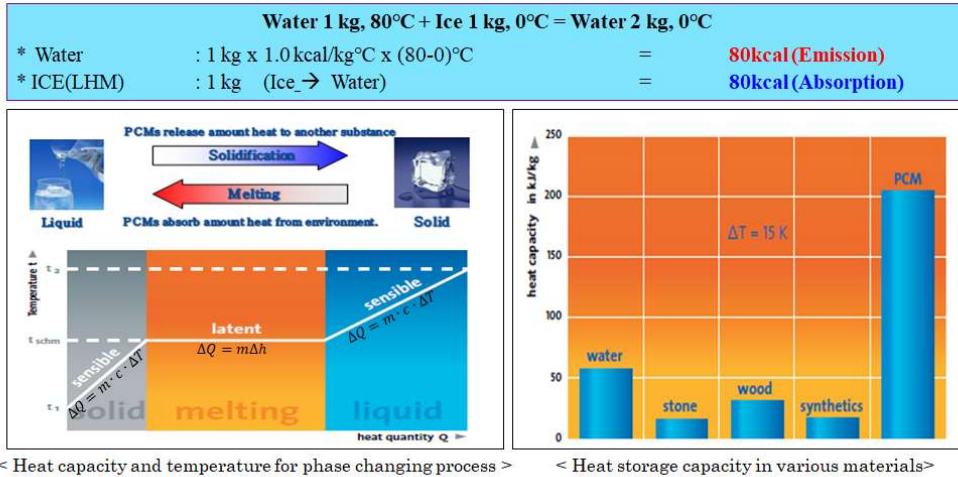 Water 1 kg, 80°C + Ice 1 kg, 0°C = Water 2 kg, 0°C
* Water : 1 kg x 1.0 kcal/kg°C x (80-0)°C = 80kcal (Emission)
* ICE(LHM) : 1 kg (Ice → Water) = 80kcal (Absorption)
PCMs release amount heat to another substance
Solidification
Melting
Liquid
PCMs absorb amount heat from environment.
Solid
Temperature t
t₂
t schm
t₁
sensible
ΔQ = m · c · ΔT
latent
ΔQ = mΔh
sensible
ΔQ = m · c · ΔT
solid
melting
liquid
heat quantity Q
< Heat capacity and temperature for phase changing process >
heat capacity in kJ/kg
250
200
150
100
50
0
ΔT = 15 K
water
stone
wood
synthetics
PCM
< Heat storage capacity in various materials>